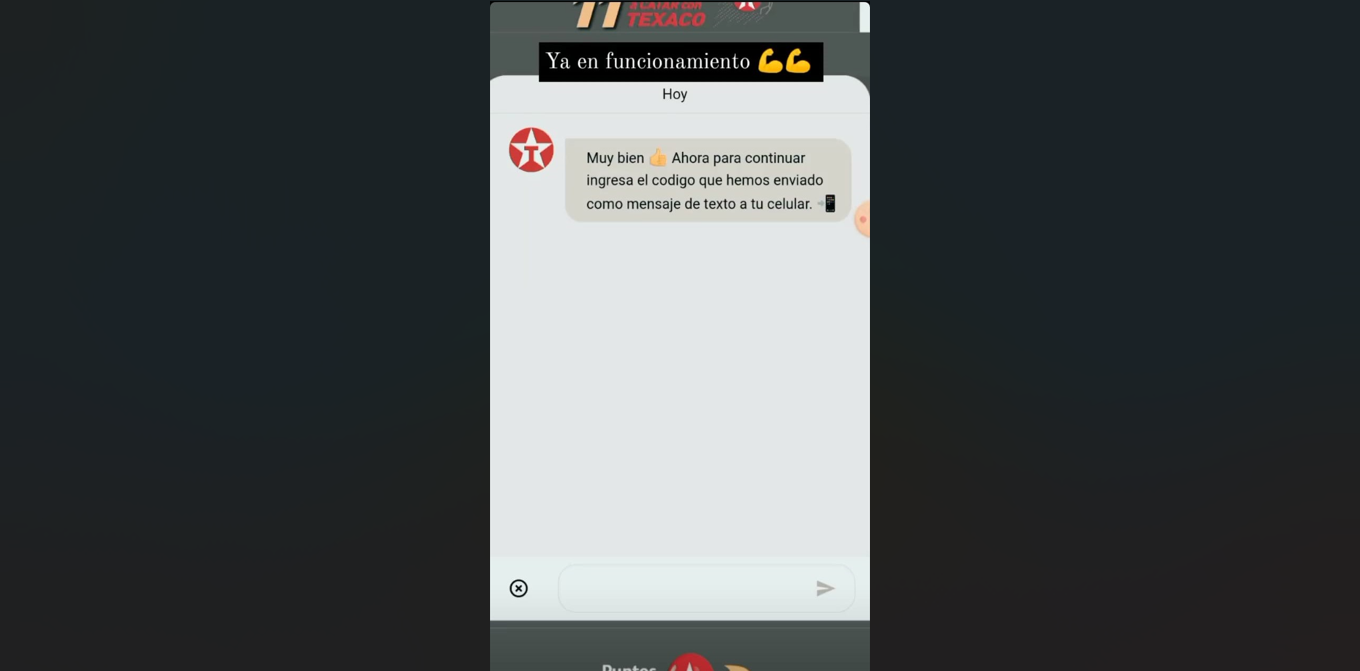 11 a Catar con
TEXACO
Ya en funcionamiento 💪💪
Hoy
Muy bien 👍 Ahora para continuar
ingresa el codigo que hemos enviado
como mensaje de texto a tu celular. 📲
Puntos